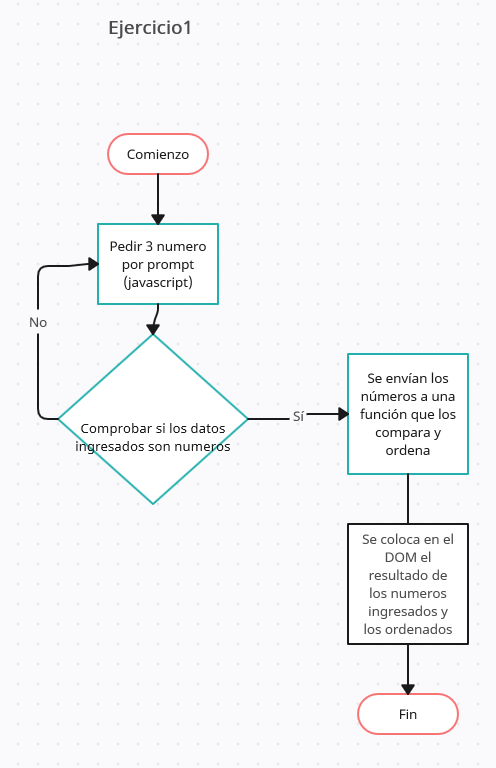 Ejercicio1
Comienzo
Pedir 3 numero
por prompt
(javascript)
No
Comprobar si los datos
ingresados son numeros
Sí
Se envían los
números a una
función que los
compara y
ordena
Se coloca en el
DOM el
resultado de
los numeros
ingresados y
los ordenados
Fin